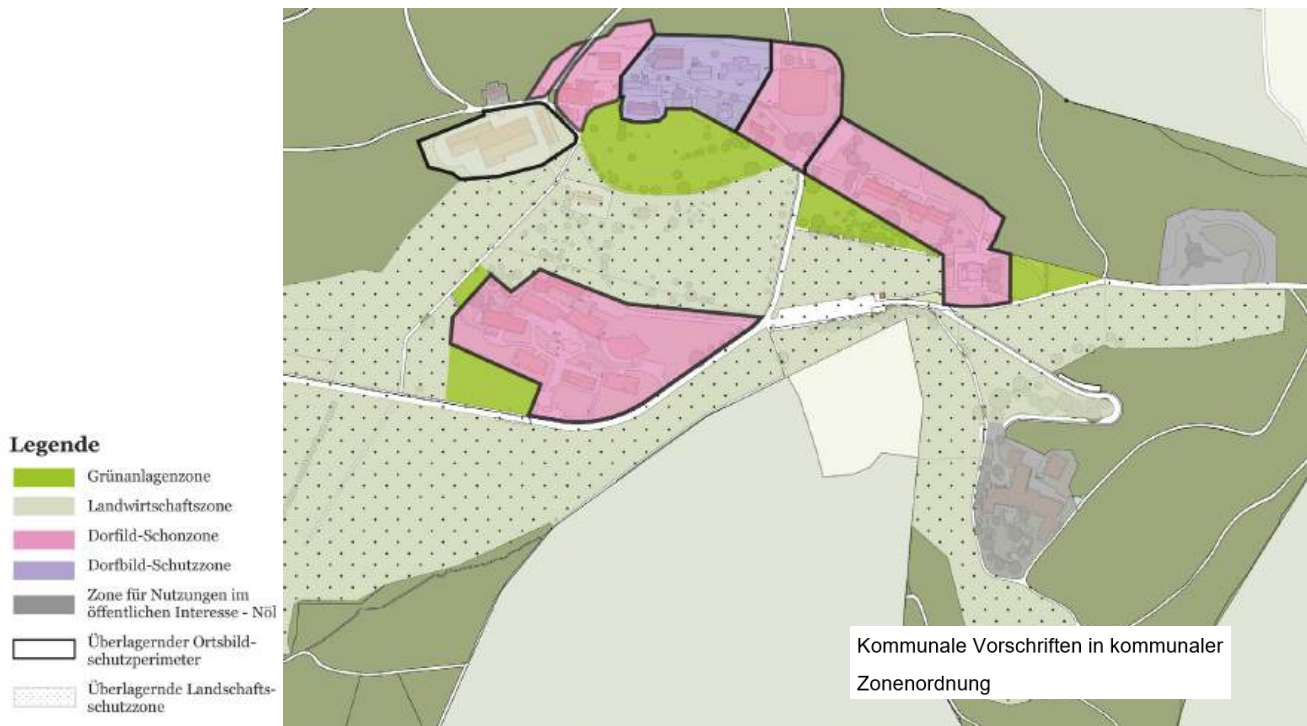 Legende
Grünanlagenzone
Landwirtschaftszone
Dorfild-Schonzone
Dorfbild-Schutzzone
Zone für Nutzungen im
öffentlichen Interesse - Nöl
Überlagernder Ortsbild-
schutzperimeter
Überlagernde Landschafts-
schutzzone
Kommunale Vorschriften in kommunaler
Zonenordnung